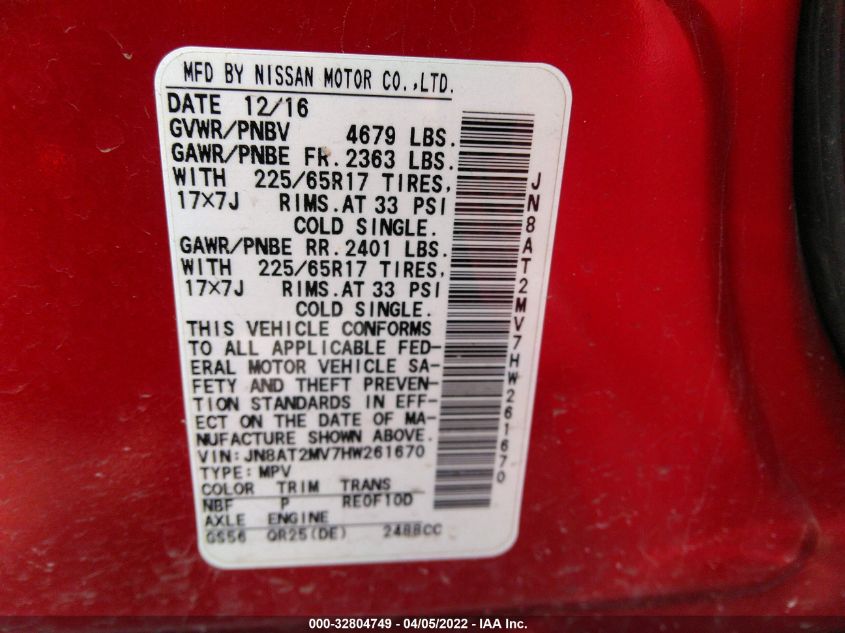 MFD BY NISSAN MOTOR CO.,LTD.
DATE 12/16
GVWR/PNBV 4679 LBS.
GAWR/PNBE FR. 2363 LBS.
WITH 225/65R17 TIRES,
17×7J RIMS.AT 33 PSI
COLD SINGLE.
GAWR/PNBE RR. 2401 LBS.
WITH 225/65R17 TIRES,
17×7J RIMS.AT 33 PSI
COLD SINGLE.
THIS VEHICLE CONFORMS
TO ALL APPLICABLE FED-
ERAL MOTOR VEHICLE SA-
FETY AND THEFT PREVEN-
TION STANDARDS IN EFF-
ECT ON THE DATE OF MA-
NUFACTURE SHOWN ABOVE.
VIN: JN8AT2MV7HW261670
TYPE: MPV
COLOR TRIM TRANS
NBF P RE0F10D
AXLE ENGINE
GS56 QR25(DE) 2488CC
JN8AT2MV7HW261670
000-32804749 - 04/05/2022 - IAA Inc.